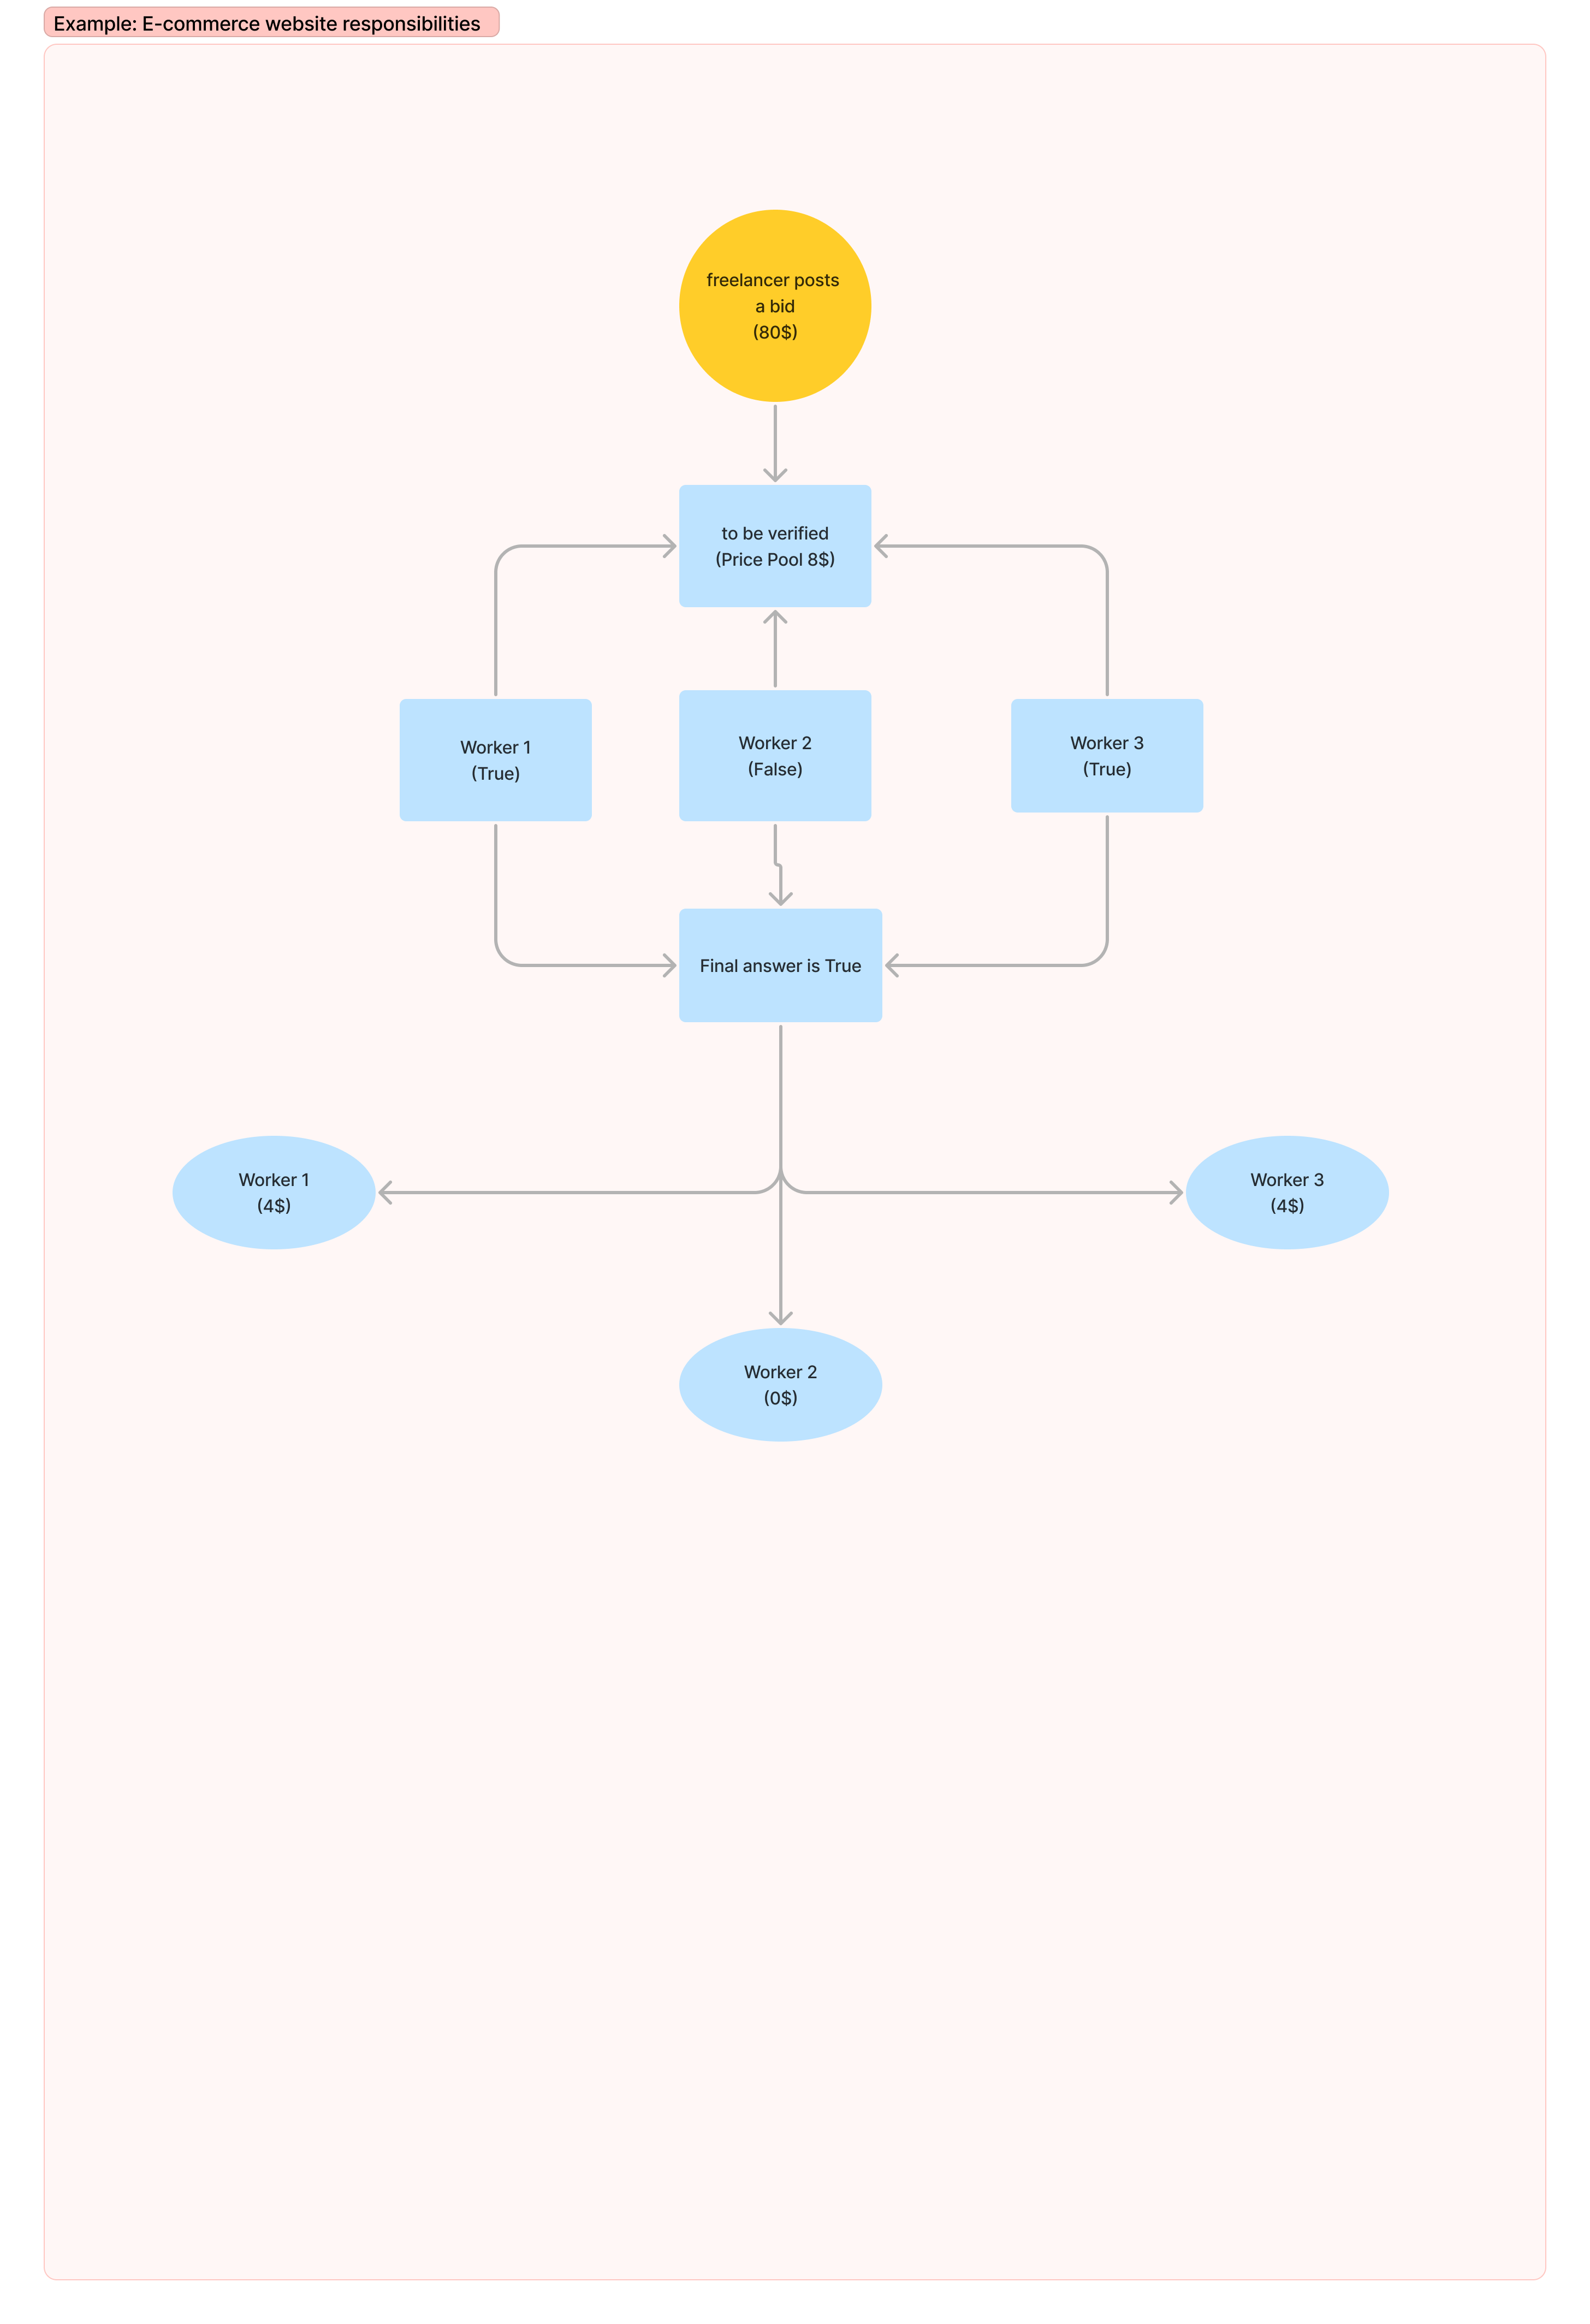 Example: E-commerce website responsibilities
freelancer posts
a bid
(80$)
to be verified
(Price Pool 8$)
Worker 1
(True)
Worker 2
(False)
Worker 3
(True)
Final answer is True
Worker 1
(4$)
Worker 3
(4$)
Worker 2
(0$)